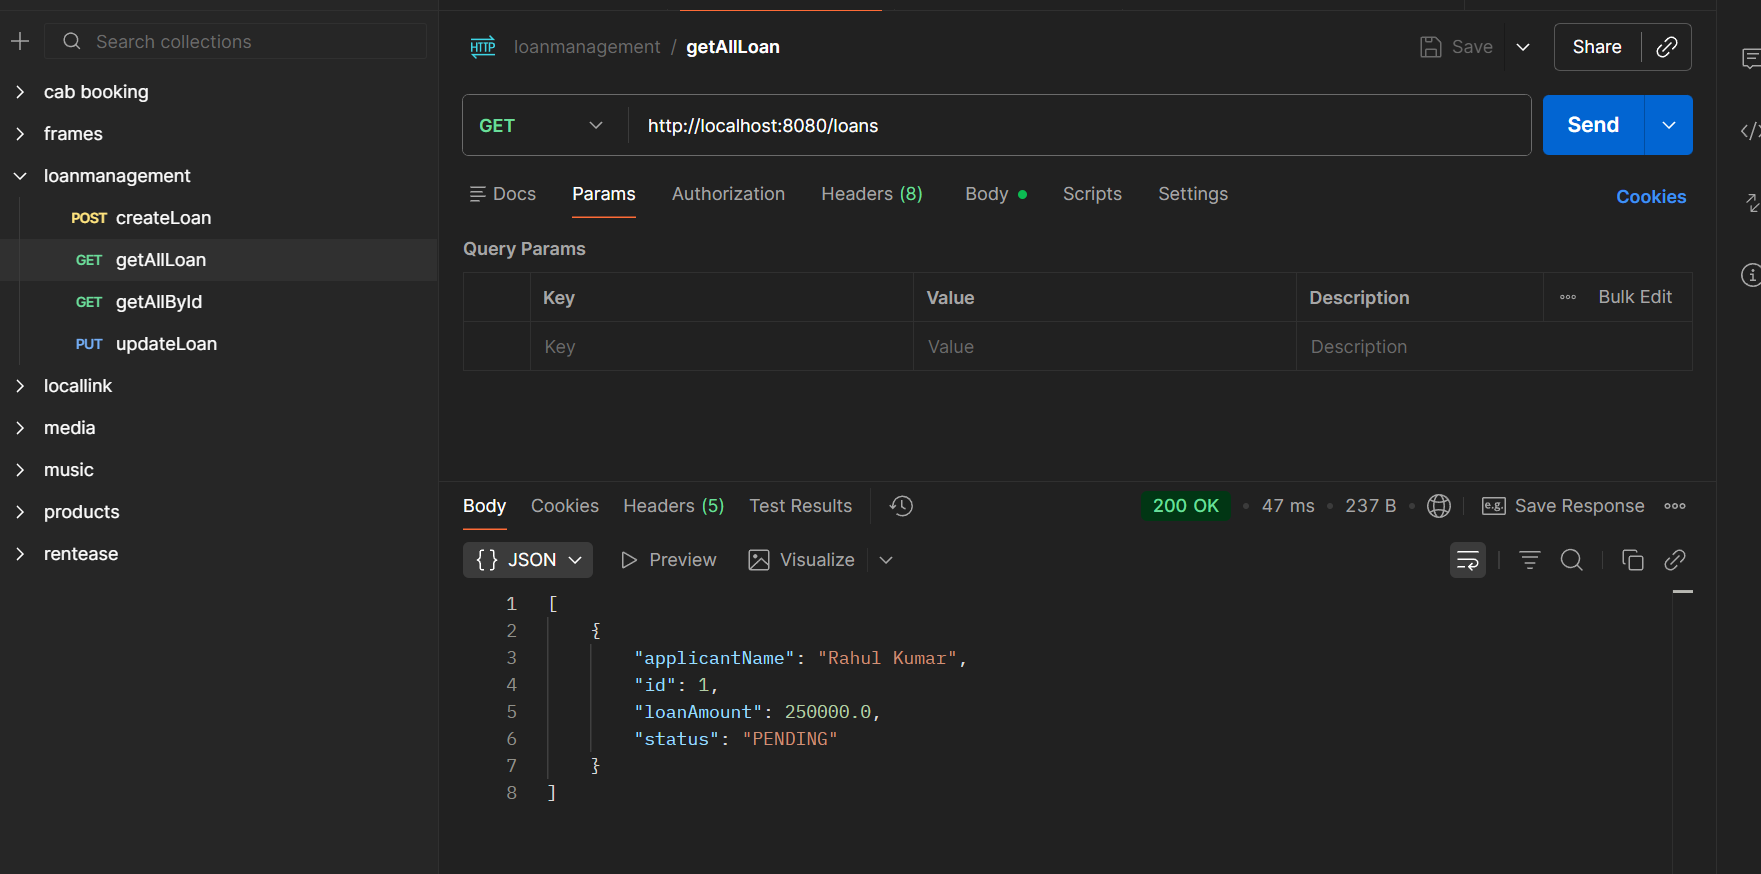 Search collections
cab booking
frames
loanmanagement
POST createLoan
GET getAllLoan
GET getAllById
PUT updateLoan
locallink
media
music
products
rentease
HTTP loanmanagement / getAllLoan
Save
Share
GET http://localhost:8080/loans
Send
Docs Params Authorization Headers (8) Body Scripts Settings
Cookies
Query Params
Key Value Description Bulk Edit
Key Value Description
Body Cookies Headers (5) Test Results
200 OK 47 ms 237 B e.g. Save Response
{} JSON Preview Visualize
1 [
2 {
3 "applicantName": "Rahul Kumar",
4 "id": 1,
5 "loanAmount": 250000.0,
6 "status": "PENDING"
7 }
8 ]